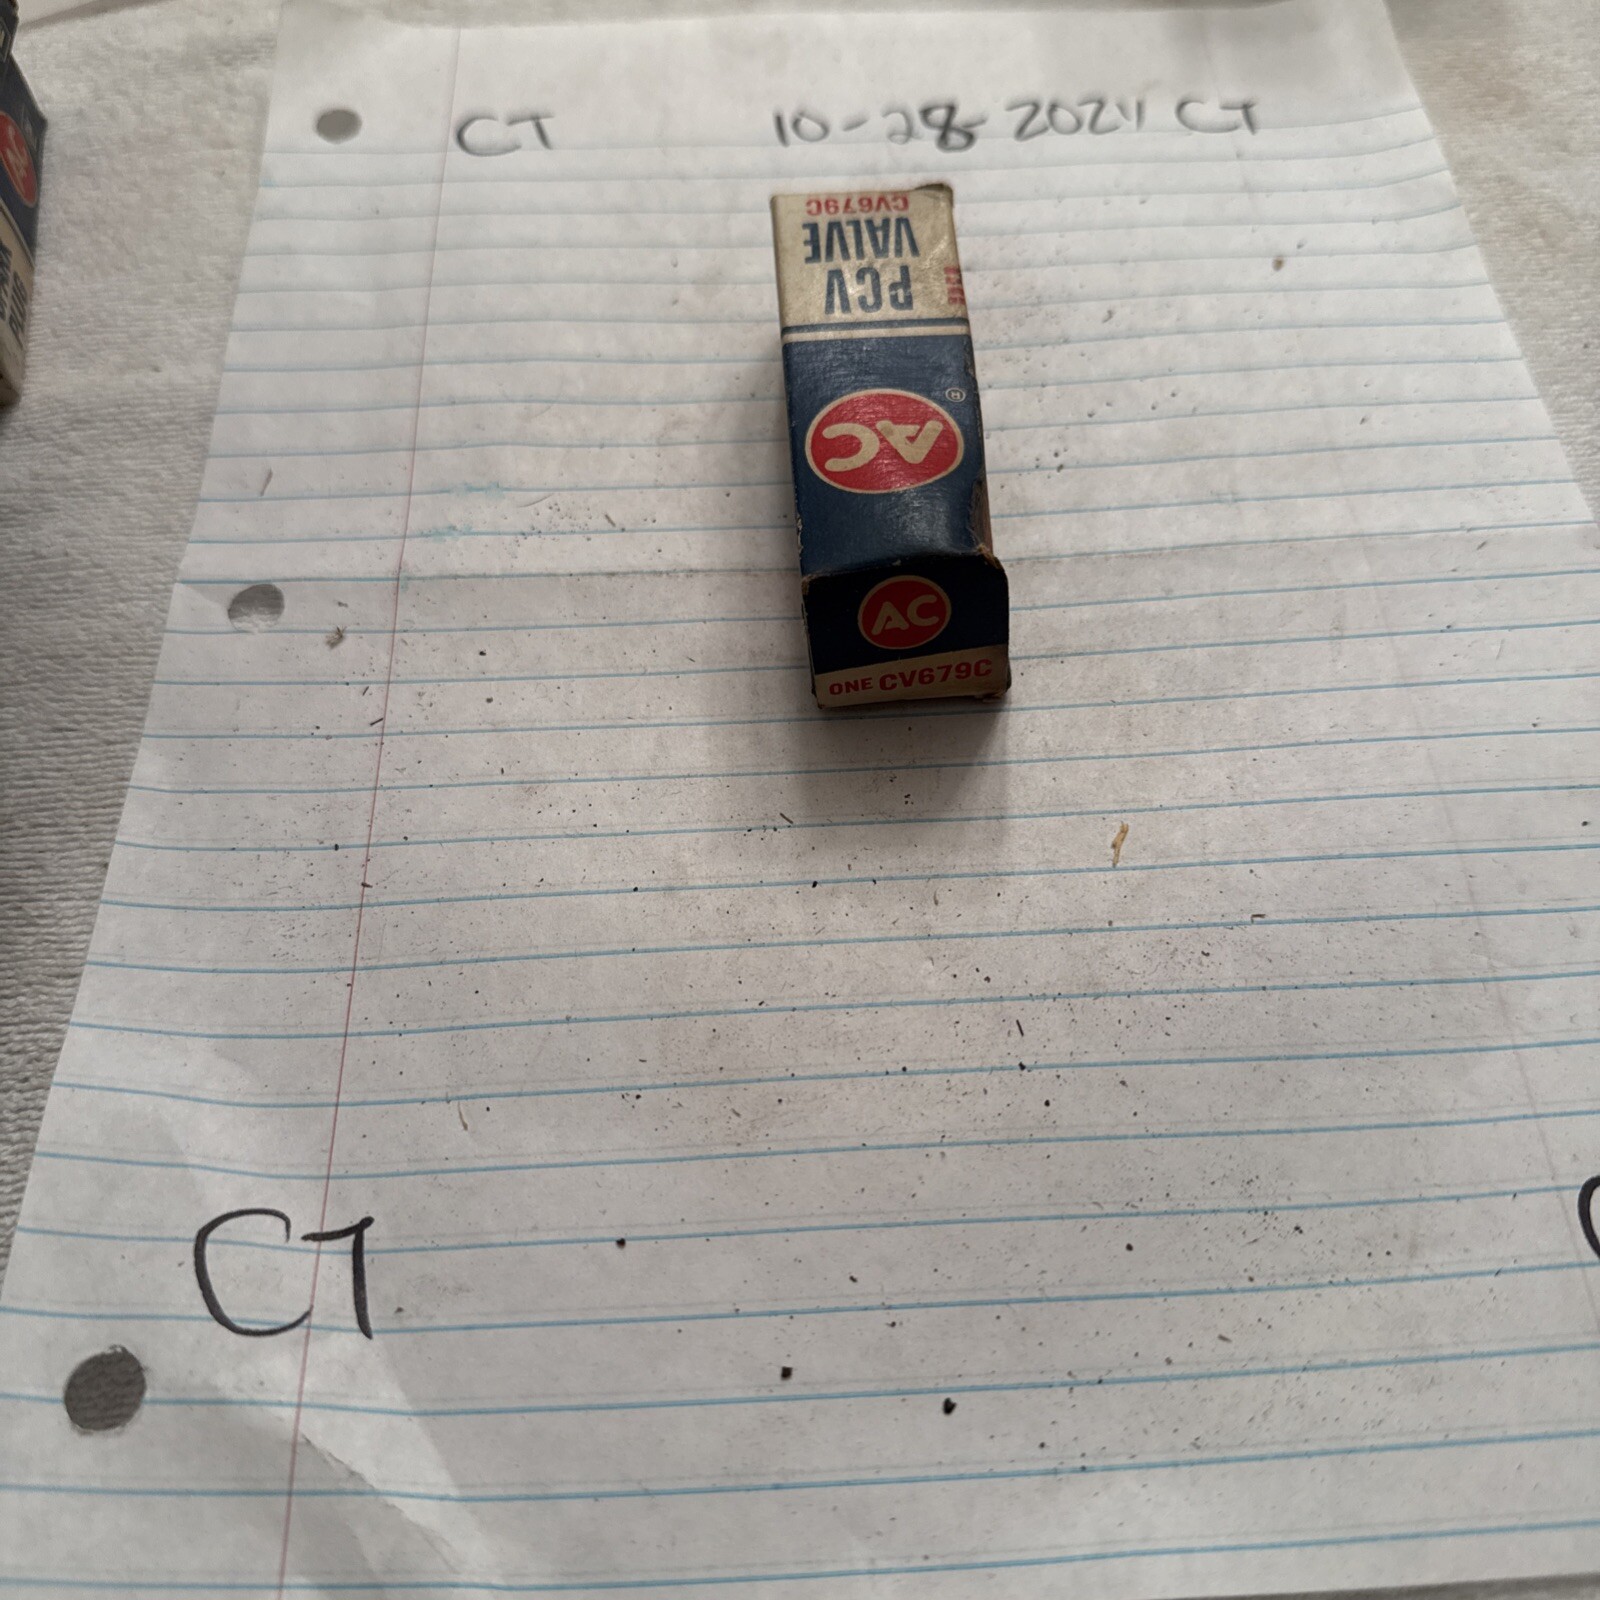 CT 10-28-2024 CT
CV679C
VALVE
PCV
AC®
AC
ONE CV679C
CT